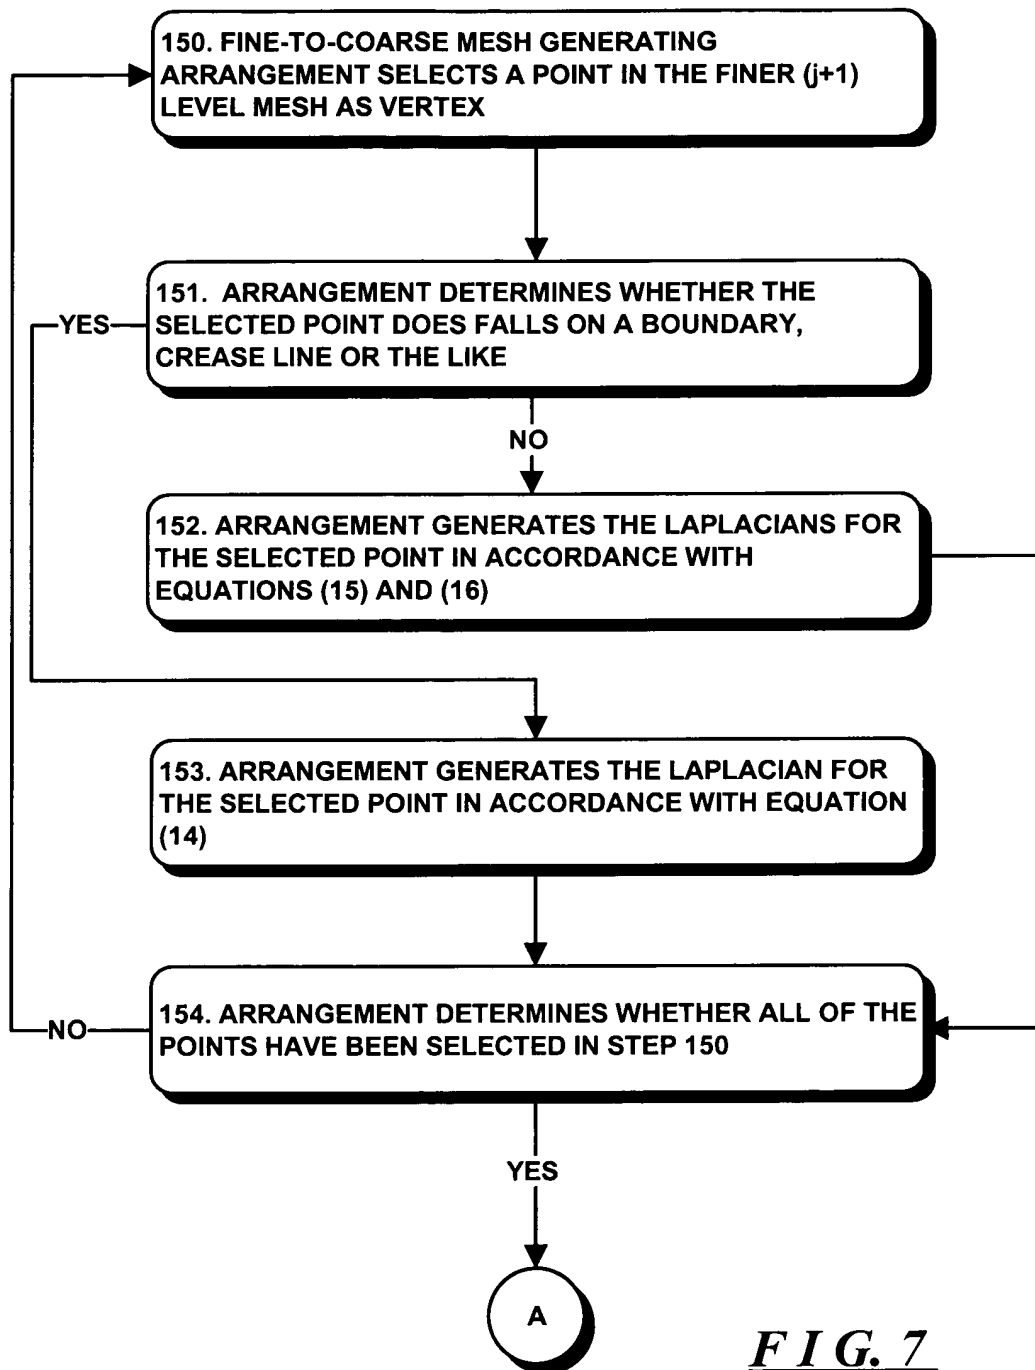 150. FINE-TO-COARSE MESH GENERATING
ARRANGEMENT SELECTS A POINT IN THE FINER (j+1)
LEVEL MESH AS VERTEX
151. ARRANGEMENT DETERMINES WHETHER THE
SELECTED POINT DOES FALLS ON A BOUNDARY,
CREASE LINE OR THE LIKE
YES
NO
152. ARRANGEMENT GENERATES THE LAPLACIANS FOR
THE SELECTED POINT IN ACCORDANCE WITH
EQUATIONS (15) AND (16)
153. ARRANGEMENT GENERATES THE LAPLACIAN FOR
THE SELECTED POINT IN ACCORDANCE WITH EQUATION
(14)
154. ARRANGEMENT DETERMINES WHETHER ALL OF THE
POINTS HAVE BEEN SELECTED IN STEP 150
NO
YES
A
FIG. 7